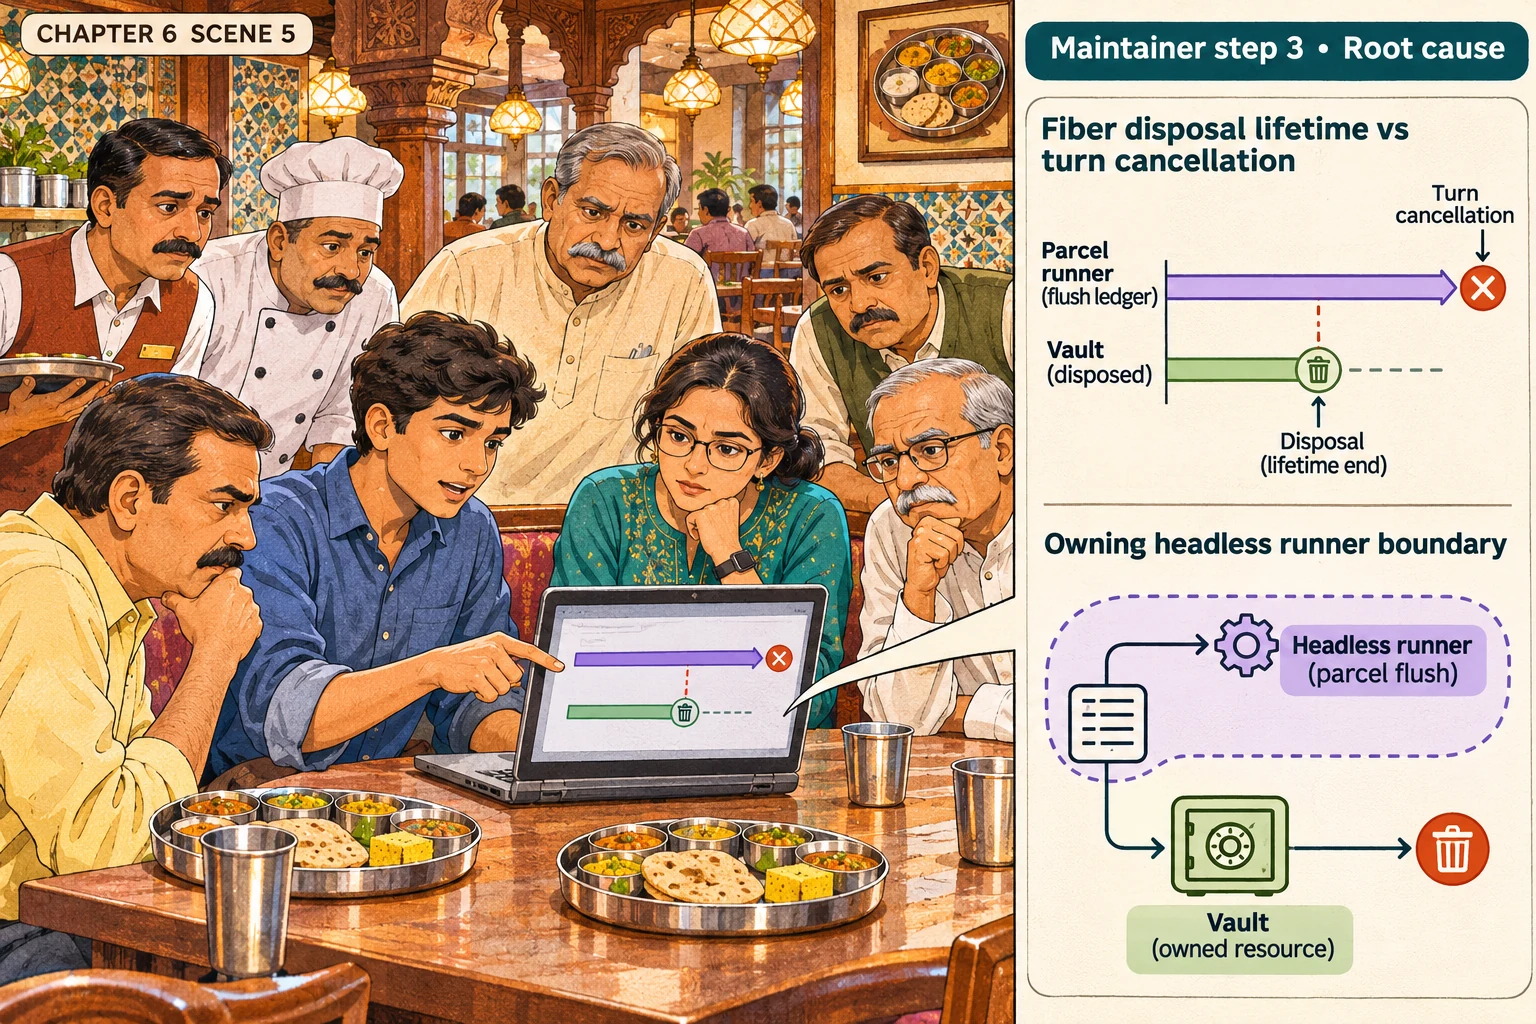 CHAPTER 6 SCENE 5
Maintainer step 3 • Root cause
Fiber disposal lifetime vs
turn cancellation
Turn
cancellation
Parcel
runner
(flush ledger)
Vault
(disposed)
Disposal
(lifetime end)
Owning headless runner boundary
Headless runner
(parcel flush)
Vault
(owned resource)